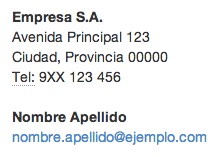 Empresa S.A.
Avenida Principal 123
Ciudad, Provincia 00000
Tel: 9XX 123 456
Nombre Apellido
nombre.apellido@ejemplo.com